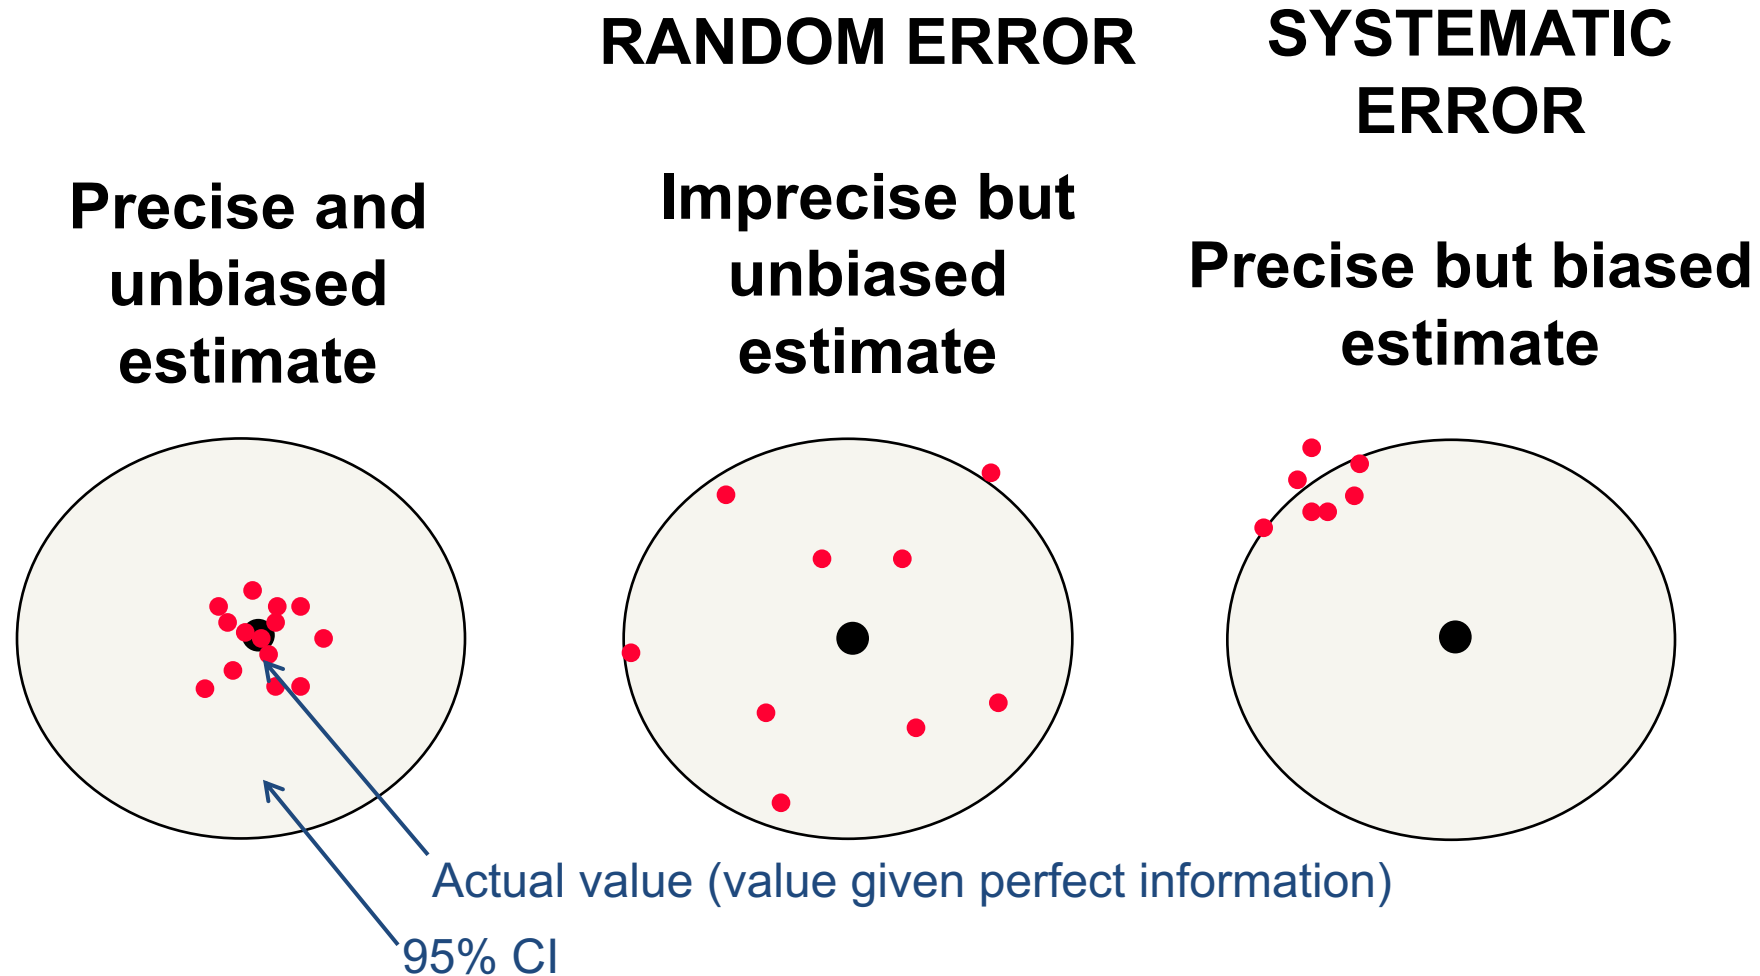 RANDOM ERROR
SYSTEMATIC
ERROR
Precise and
unbiased
estimate
Imprecise but
unbiased
estimate
Precise but biased
estimate
Actual value (value given perfect information)
95% CI